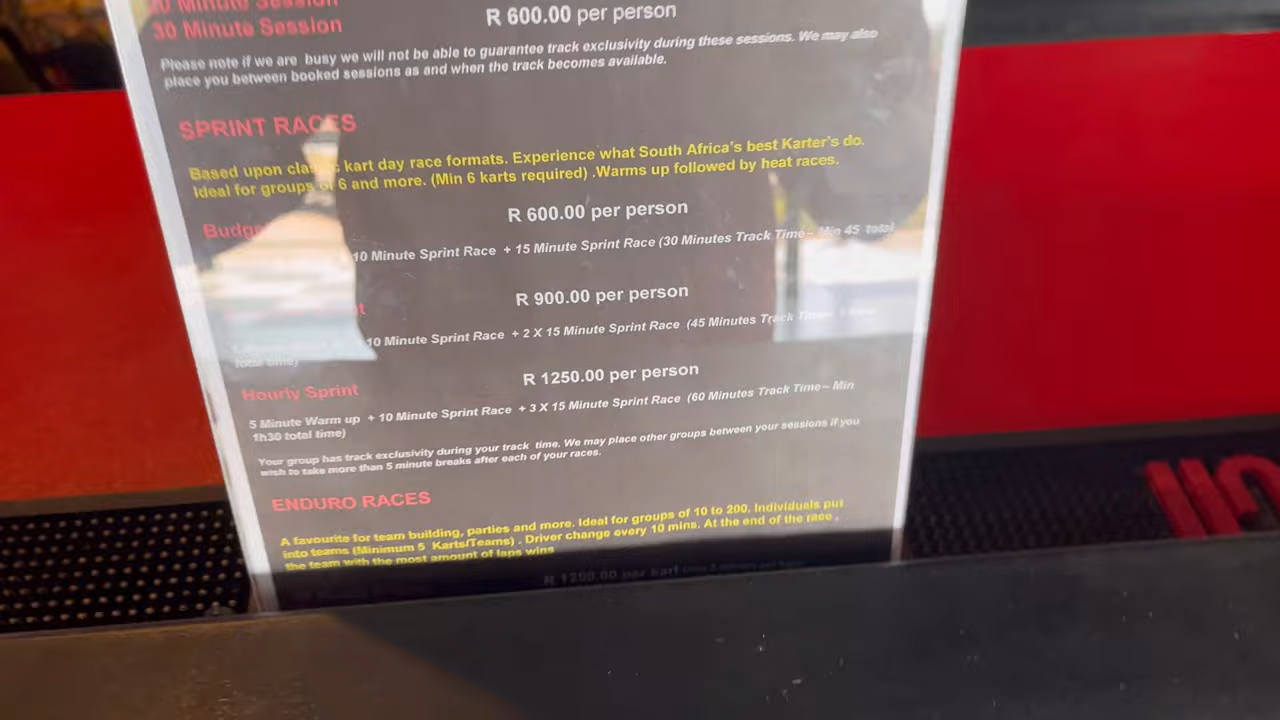 20 Minute Session
30 Minute Session
R 600.00 per person
Please note if we are busy we will not be able to guarantee track exclusivity during these sessions. We may also
place you between booked sessions as and when the track becomes available.
SPRINT RACES
Based upon kart day race formats. Experience what South Africa's best Karter's do.
Ideal for groups of 6 and more. (Min 6 karts required) .Warms up followed by heat races.
R 600.00 per person
10 Minute Sprint Race + 15 Minute Sprint Race (30 Minutes Track Time– Min 45 total
R 900.00 per person
10 Minute Sprint Race + 2 X 15 Minute Sprint Race (45 Minutes Track
total time)
R 1250.00 per person
Hourly Sprint
5 Minute Warm up + 10 Minute Sprint Race + 3 X 15 Minute Sprint Race (60 Minutes Track Time– Min
1h30 total time)
Your group has track exclusivity during your track time. We may place other groups between your sessions if you
wish to take more than 5 minute breaks after each of your races.
ENDURO RACES
A favourite for team building, parties and more. Ideal for groups of 10 to 200. Individuals put
into teams (Minimum 5 Karts/Teams) . Driver change every 10 mins. At the end of the race ,
the team with the most amount of laps wins
per kart